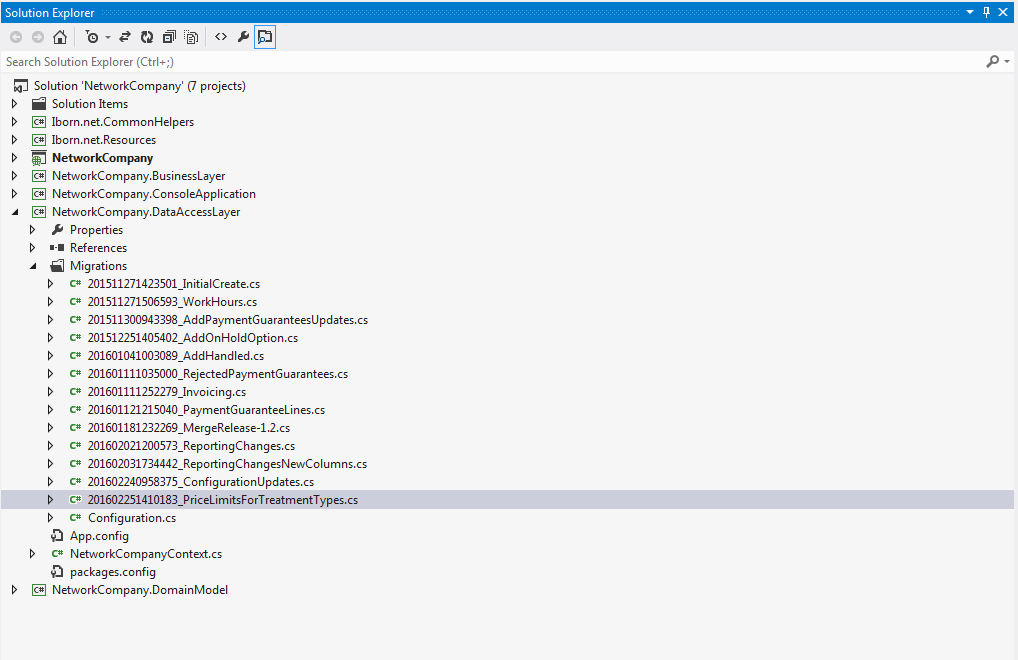 Solution Explorer
Search Solution Explorer (Ctrl+;)
Solution 'NetworkCompany' (7 projects)
Solution Items
C# Iborn.net.CommonHelpers
C# Iborn.net.Resources
NetworkCompany
C# NetworkCompany.BusinessLayer
C# NetworkCompany.ConsoleApplication
C# NetworkCompany.DataAccessLayer
Properties
References
Migrations
C# 201511271423501_InitialCreate.cs
C# 201511271506593_WorkHours.cs
C# 201511300943398_AddPaymentGuaranteesUpdates.cs
C# 201512251405402_AddOnHoldOption.cs
C# 201601041003089_AddHandled.cs
C# 201601111035000_RejectedPaymentGuarantees.cs
C# 201601111252279_Invoicing.cs
C# 201601121215040_PaymentGuaranteeLines.cs
C# 201601181232269_MergeRelease-1.2.cs
C# 201602021200573_ReportingChanges.cs
C# 201602031734442_ReportingChangesNewColumns.cs
C# 201602240958375_ConfigurationUpdates.cs
C# 201602251410183_PriceLimitsForTreatmentTypes.cs
C# Configuration.cs
App.config
C# NetworkCompanyContext.cs
packages.config
C# NetworkCompany.DomainModel